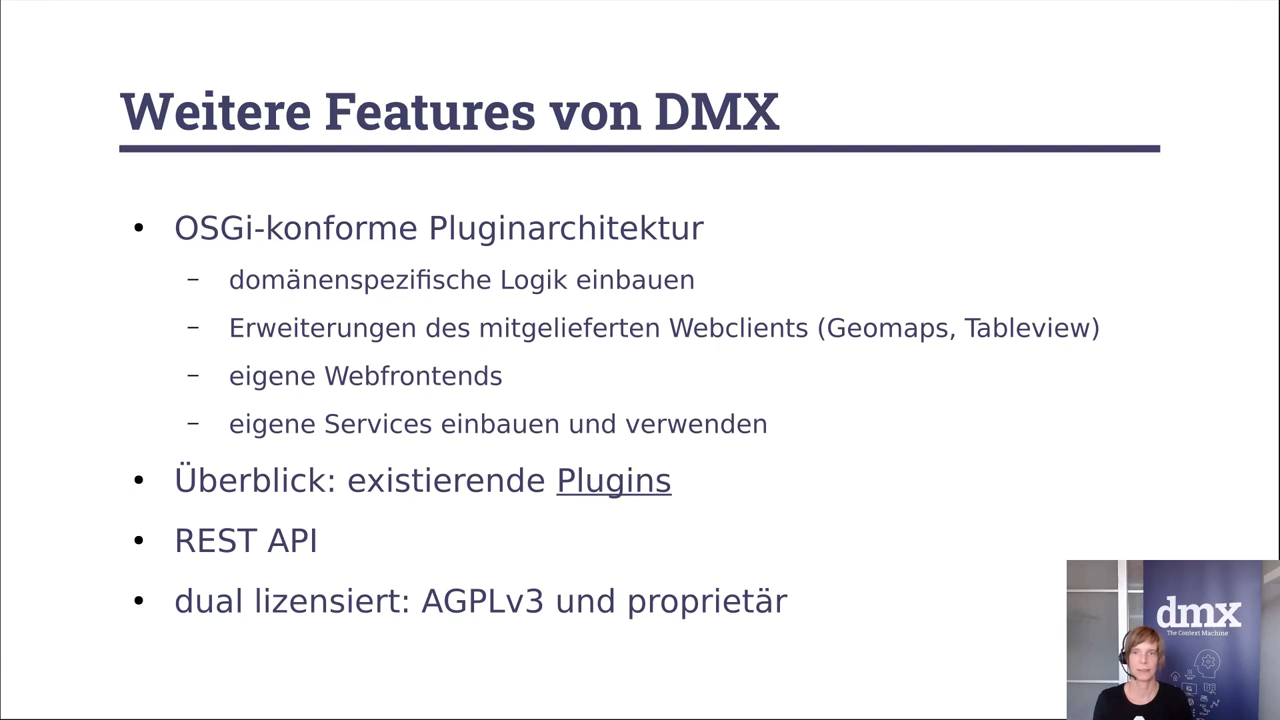 Weitere Features von DMX
• OSGi-konforme Pluginarchitektur
– domänenspezifische Logik einbauen
– Erweiterungen des mitgelieferten Webclients (Geomaps, Tableview)
– eigene Webfrontends
– eigene Services einbauen und verwenden
• Überblick: existierende Plugins
• REST API
• dual lizensiert: AGPLv3 und proprietär
dmx
The Context Machine